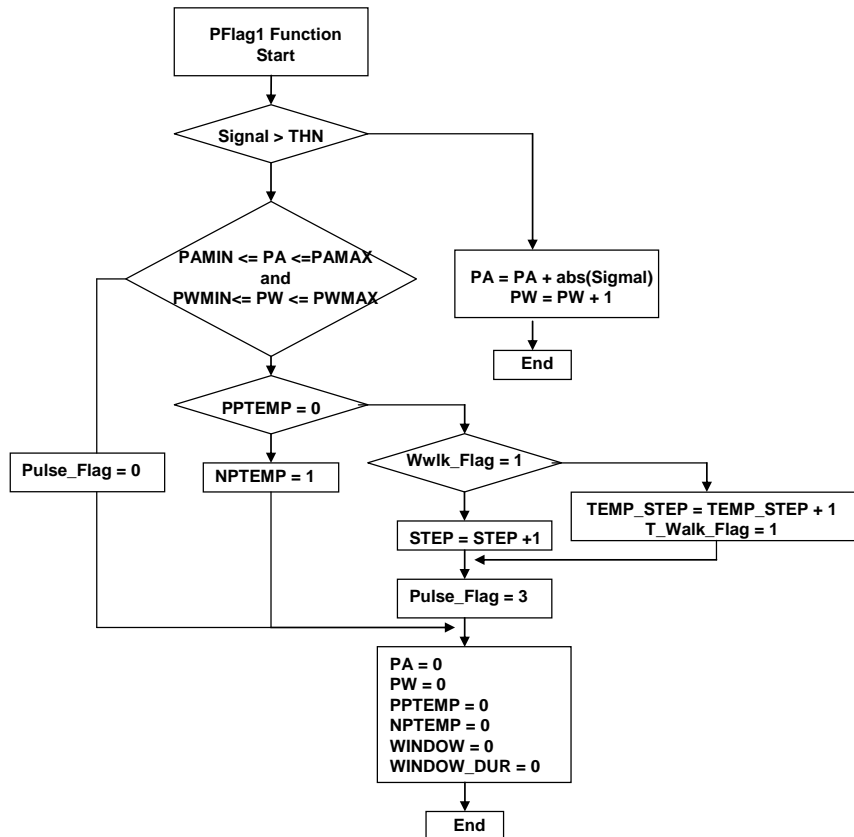 PFlag1 Function
Start
Signal > THN
PAMIN <= PA <=PAMAX
and
PWMIN<= PW <= PWMAX
PA = PA + abs(Sigmal)
PW = PW + 1
End
PPTEMP = 0
Pulse_Flag = 0
NPTEMP = 1
Wwlk_Flag = 1
TEMP_STEP = TEMP_STEP + 1
T_Walk_Flag = 1
STEP = STEP +1
Pulse_Flag = 3
PA = 0
PW = 0
PPTEMP = 0
NPTEMP = 0
WINDOW = 0
WINDOW_DUR = 0
End